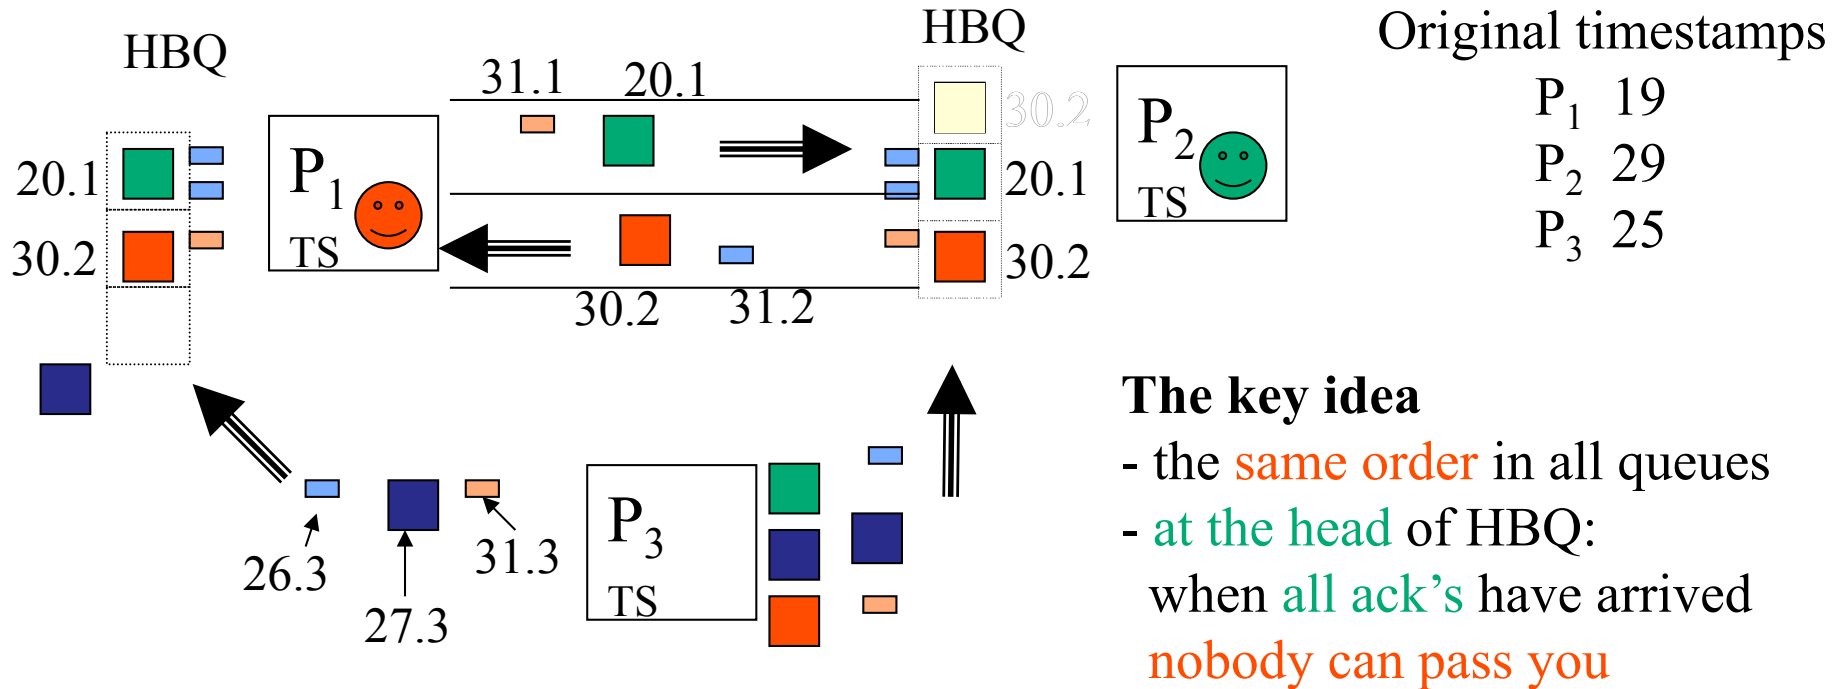 HBQ
HBQ
Original timestamps
31.1
20.1
30.2
P1 19
20.1
P1
TS
20.1
P2
TS
P2 29
30.2
30.2
P3 25
30.2
31.2
The key idea
- the same order in all queues
- at the head of HBQ:
when all ack’s have arrived
nobody can pass you
26.3
27.3
31.3
P3
TS